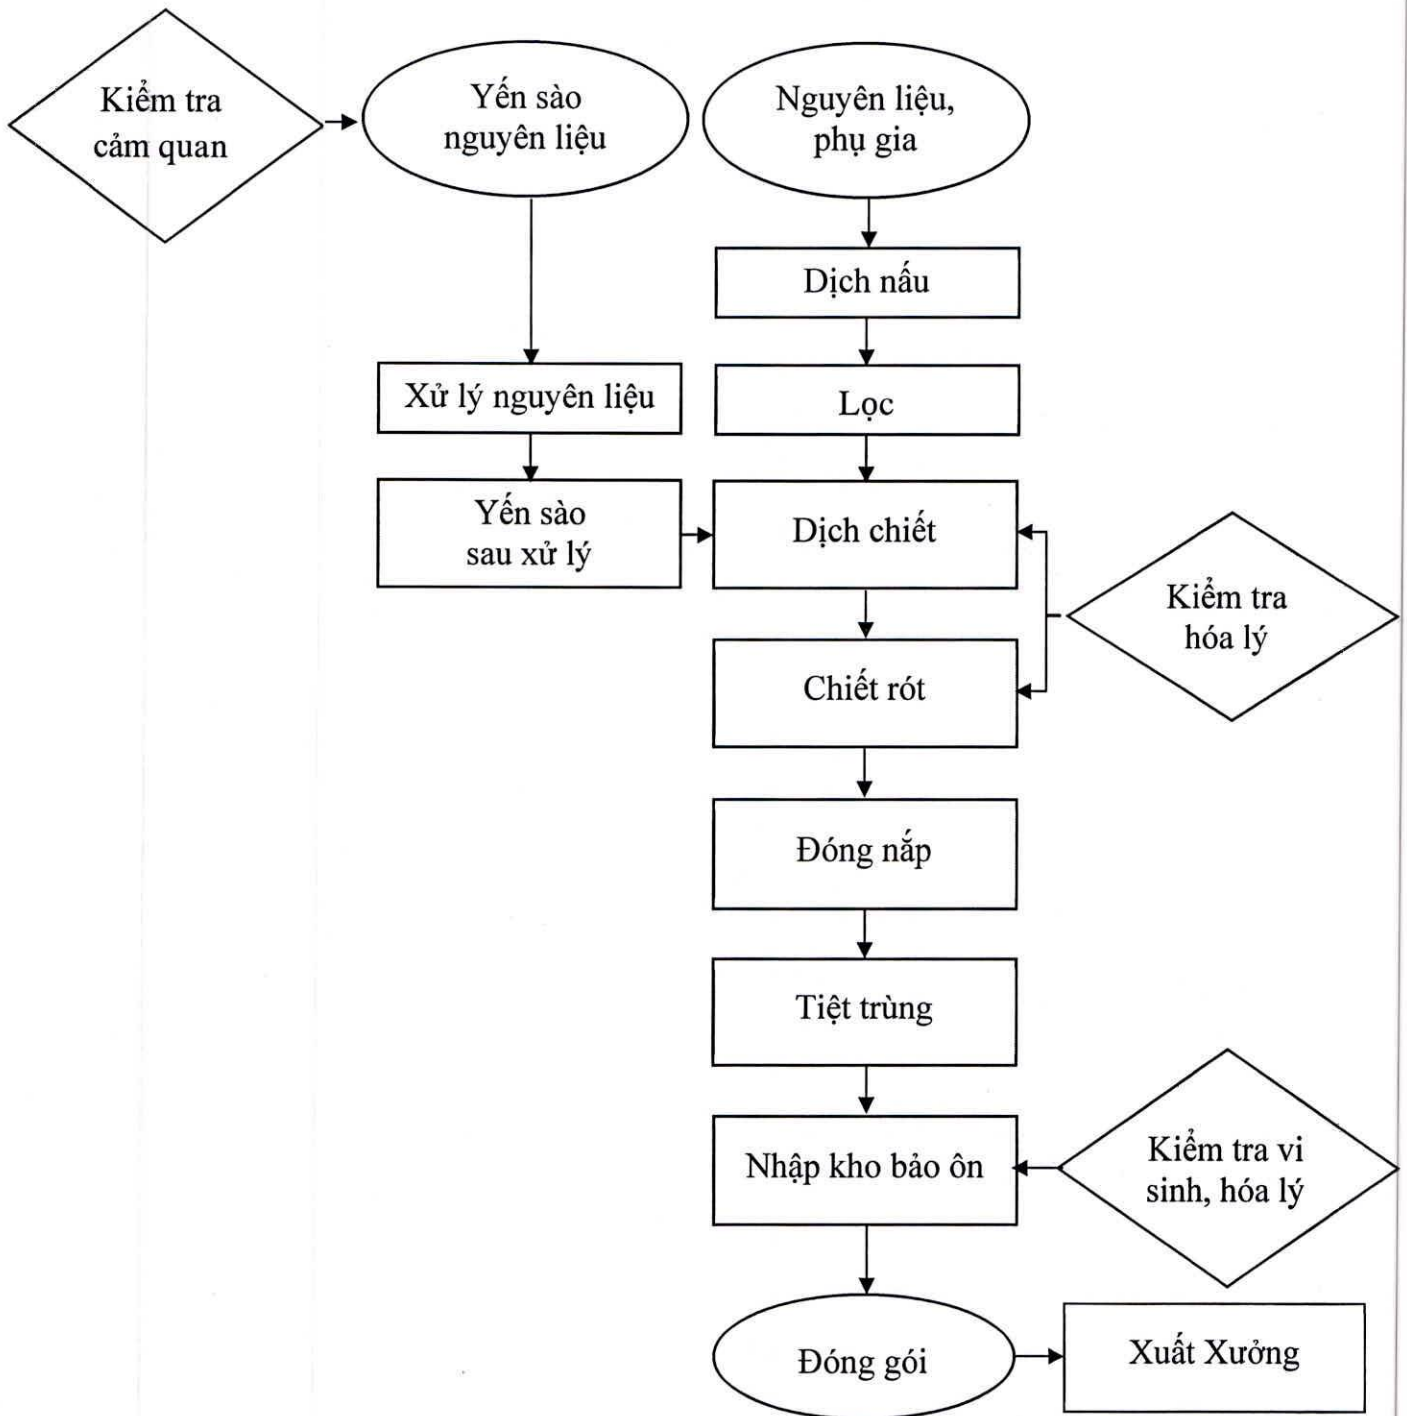 Kiểm tra
cảm quan
Yến sào
nguyên liệu
Nguyên liệu,
phụ gia
Dịch nấu
Xử lý nguyên liệu
Lọc
Yến sào
sau xử lý
Dịch chiết
Kiểm tra
hóa lý
Chiết rót
Đóng nắp
Tiệt trùng
Nhập kho bảo ôn
Kiểm tra vi
sinh, hóa lý
Đóng gói
Xuất Xưởng